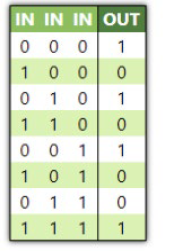 IN IN IN OUT
0 0 0 1
1 0 0 0
0 1 0 1
1 1 0 0
0 0 1 1
1 0 1 0
0 1 1 0
1 1 1 1